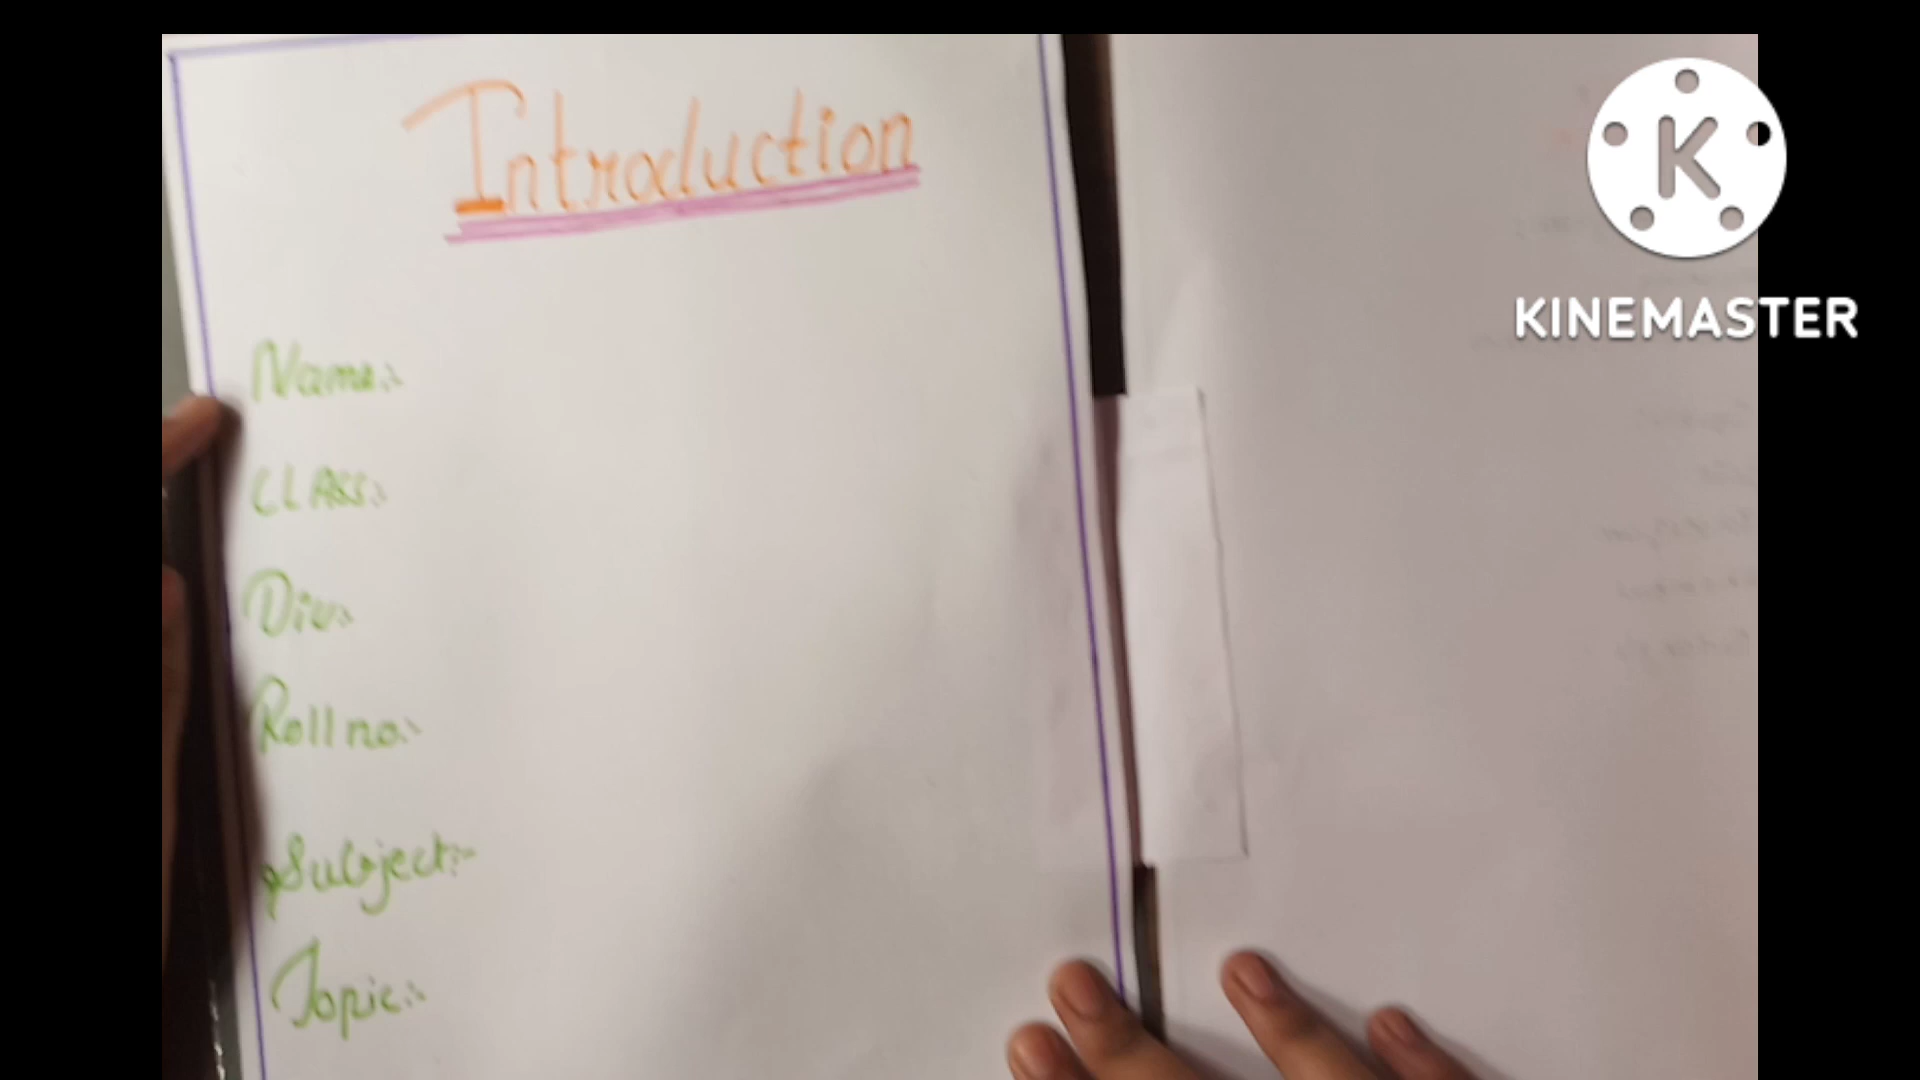 Introduction
Name:-
CLASS:-
Div:-
Roll no:-
Subject:-
Topic:-
K
KINEMASTER